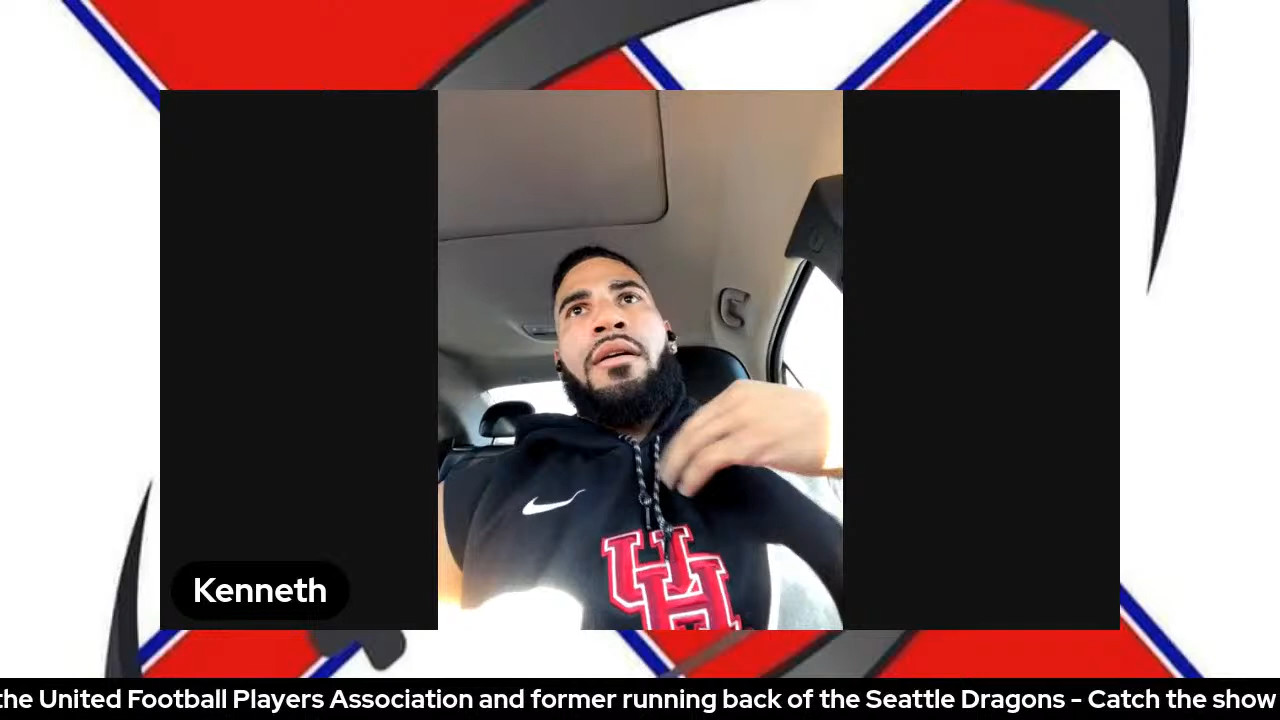 UH
Kenneth
the United Football Players Association and former running back of the Seattle Dragons - Catch the show